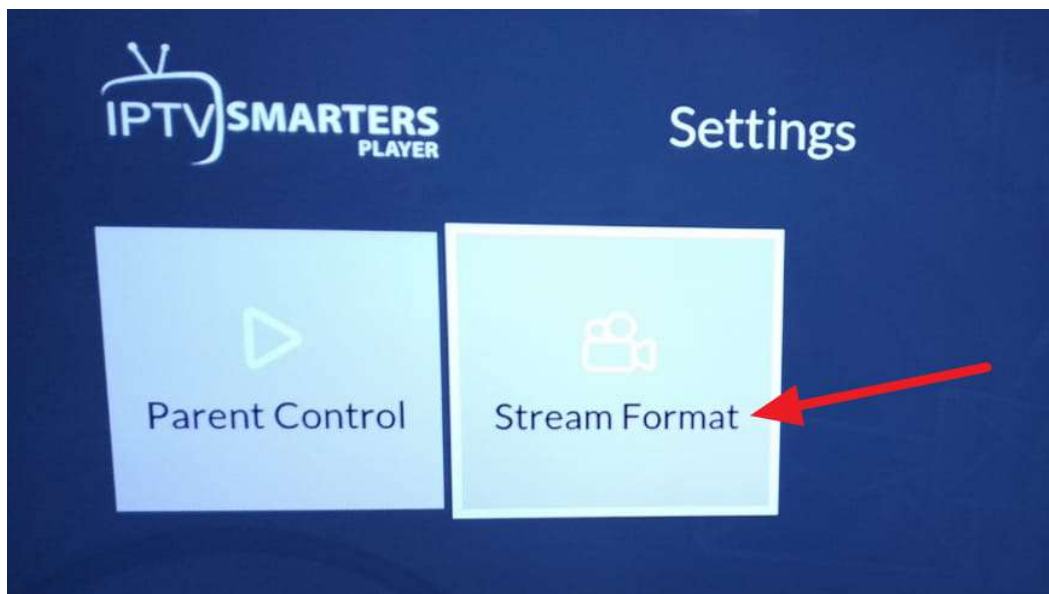 IPTV SMARTERS
PLAYER
Settings
Parent Control
Stream Format